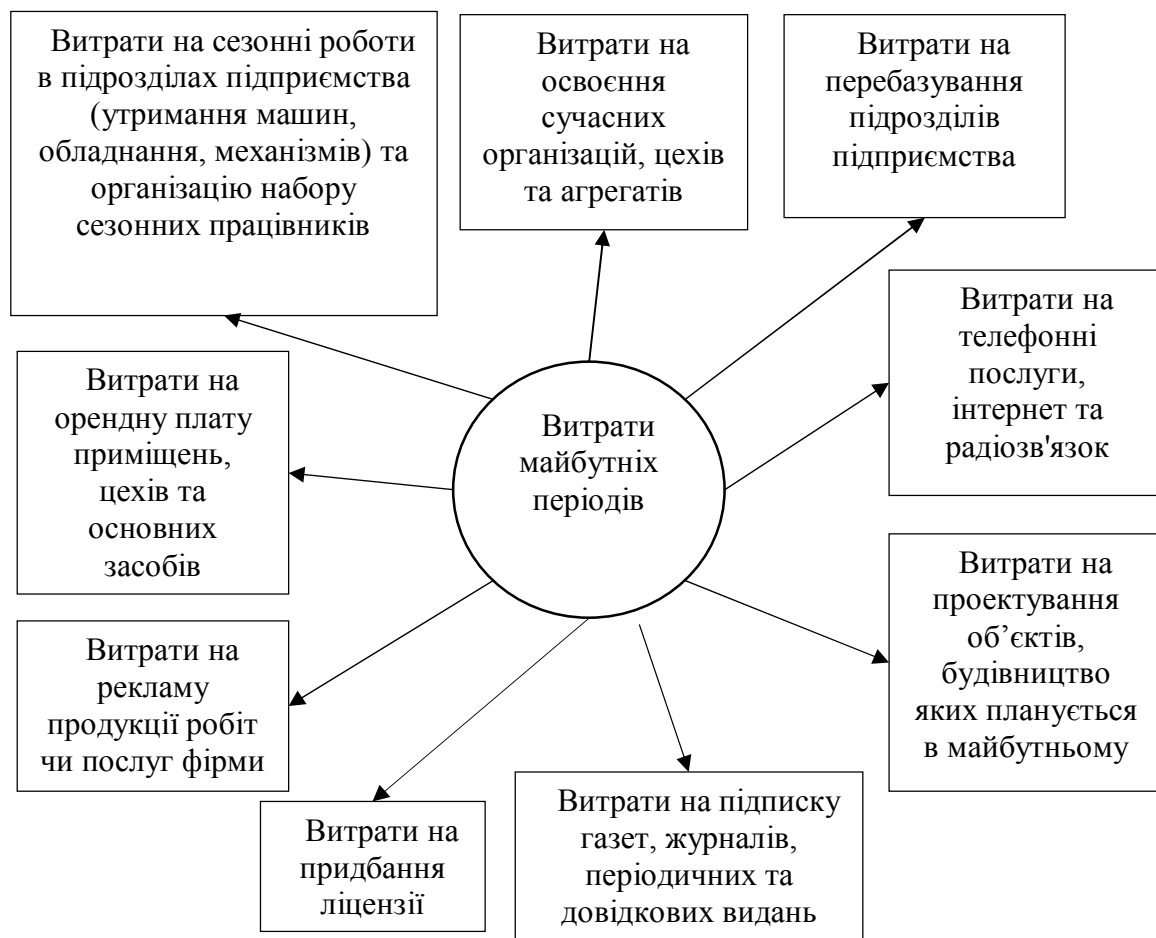 Витрати на сезонні роботи
в підрозділах підприємства
(утримання машин,
обладнання, механізмів) та
організацію набору
сезонних працівників
Витрати на
освоєння
сучасних
організацій, цехів
та агрегатів
Витрати на
перебазування
підрозділів
підприємства
Витрати на
телефонні
послуги,
інтернет та
радіозв'язок
Витрати на
орендну плату
приміщень,
цехів та
основних
засобів
Витрати
майбутніх
періодів
Витрати на
проектування
об’єктів,
будівництво
яких планується
в майбутньому
Витрати на
рекламу
продукції робіт
чи послуг фірми
Витрати на
придбання
ліцензії
Витрати на підписку
газет, журналів,
періодичних та
довідкових видань